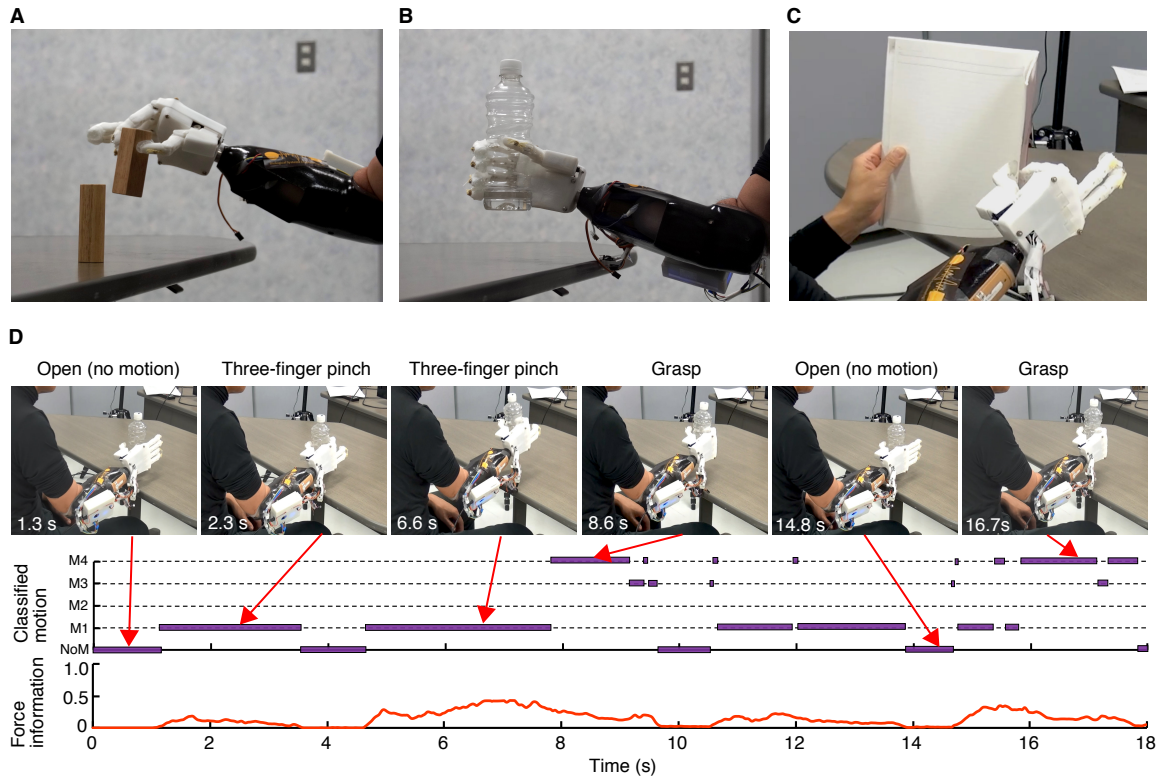 A
B
C
D
Open (no motion)
Three-finger pinch
Three-finger pinch
Grasp
Open (no motion)
Grasp
1.3 s
2.3 s
6.6 s
8.6 s
14.8 s
16.7s
Classified
motion
M4
M3
M2
M1
NoM
Force
information
1.0
0.5
0
0 2 4 6 8 10 12 14 16 18
Time (s)